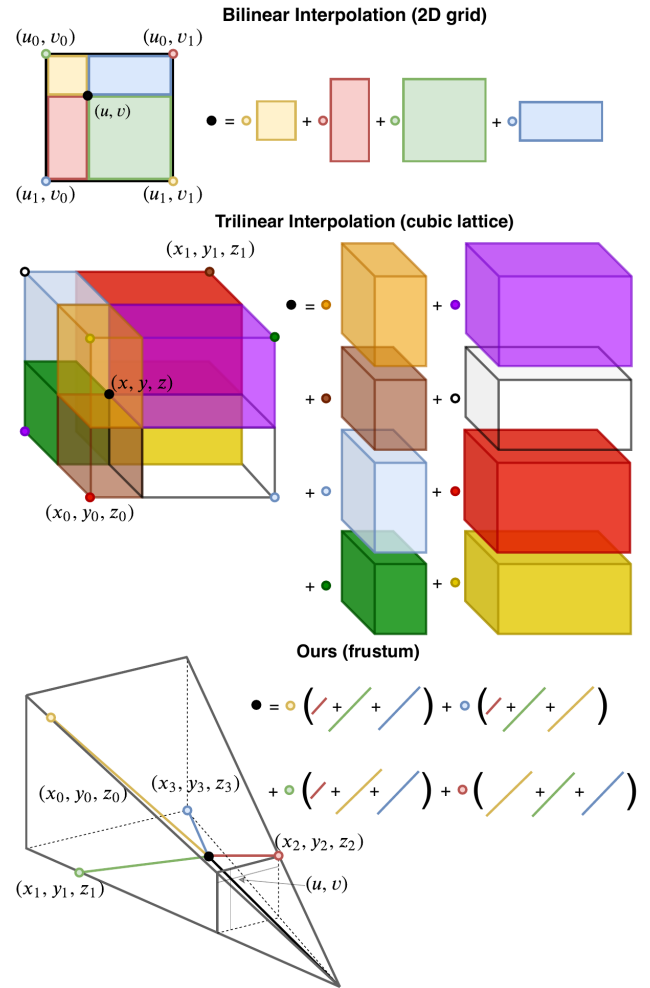 Bilinear Interpolation (2D grid)
(u₀, v₀) (u₀, v₁)
(u, v)
= + + +
(u₁, v₀) (u₁, v₁)
Trilinear Interpolation (cubic lattice)
(x₁, y₁, z₁)
= +
(x, y, z)
+ +
+ +
(x₀, y₀, z₀)
+ +
Ours (frustum)
= ( + + ) + ( + + )
(x₀, y₀, z₀) (x₃, y₃, z₃)
+ ( + + ) + ( + + )
(x₂, y₂, z₂)
(x₁, y₁, z₁) (u, v)